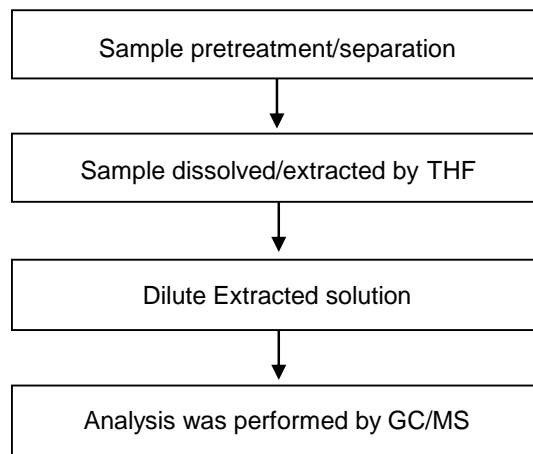 Sample pretreatment/separation
Sample dissolved/extracted by THF
Dilute Extracted solution
Analysis was performed by GC/MS